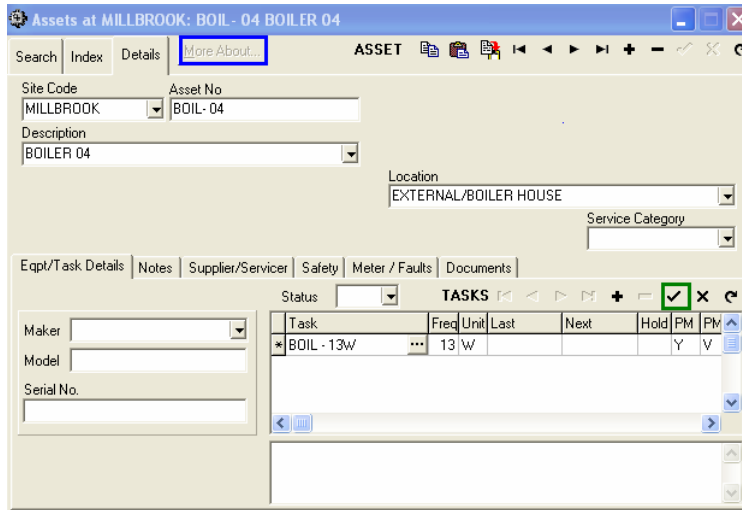 Assets at MILLBROOK: BOIL- 04 BOILER 04
Search Index Details More About... ASSET
Site Code Asset No
MILLBROOK BOIL- 04
Description
BOILER 04
Location
EXTERNAL/BOILER HOUSE
Service Category
Eqpt/Task Details Notes Supplier/Servicer Safety Meter / Faults Documents
Status TASKS
Maker
Model
Serial No.
Task Freq Unit Last Next Hold PM PM
* BOIL - 13W ... 13 W Y V